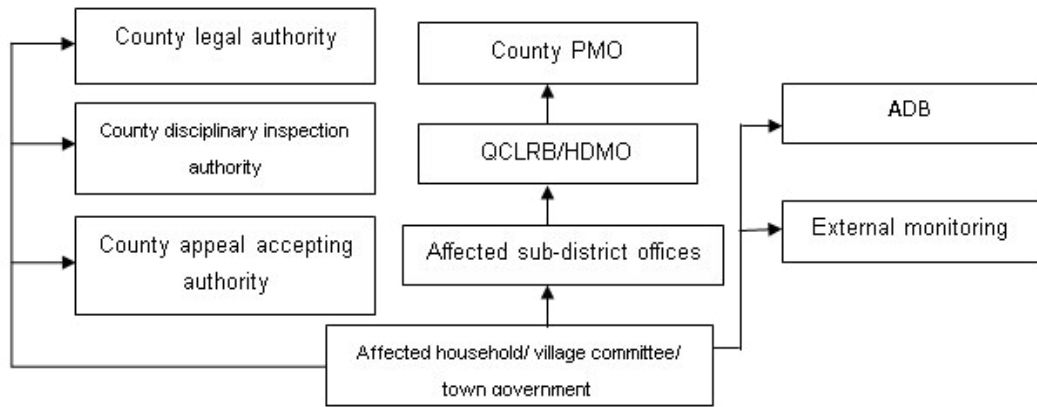 County legal authority
County disciplinary inspection
authority
County appeal accepting
authority
County PMO
QCLRB/HDMO
Affected sub-district offices
Affected household/ village committee/
town government
ADB
External monitoring